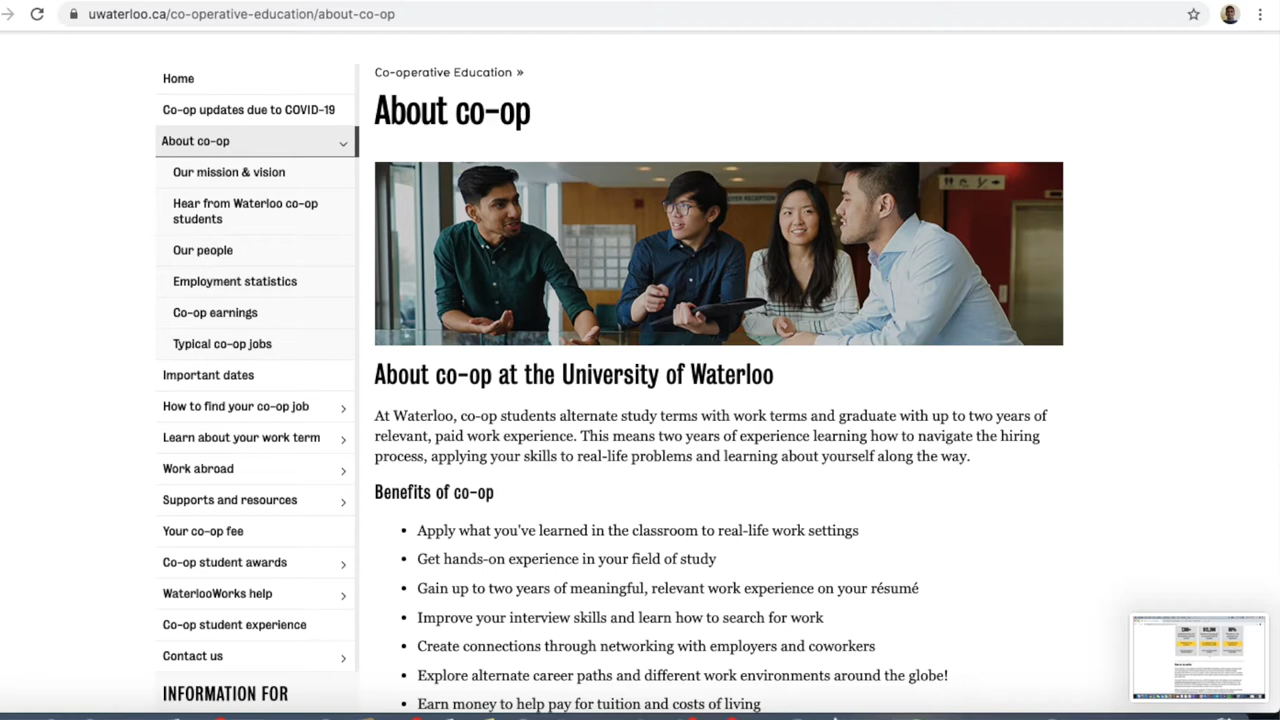 uwaterloo.ca/co-operative-education/about-co-op
Home
Co-op updates due to COVID-19
About co-op
Our mission & vision
Hear from Waterloo co-op
students
Our people
Employment statistics
Co-op earnings
Typical co-op jobs
Important dates
How to find your co-op job
Learn about your work term
Work abroad
Supports and resources
Your co-op fee
Co-op student awards
WaterlooWorks help
Co-op student experience
Contact us
INFORMATION FOR
Co-operative Education »
About co-op
About co-op at the University of Waterloo
At Waterloo, co-op students alternate study terms with work terms and graduate with up to two years of
relevant, paid work experience. This means two years of experience learning how to navigate the hiring
process, applying your skills to real-life problems and learning about yourself along the way.
Benefits of co-op
• Apply what you've learned in the classroom to real-life work settings
• Get hands-on experience in your field of study
• Gain up to two years of meaningful, relevant work experience on your résumé
• Improve your interview skills and learn how to search for work
• Create connections through networking with employers and coworkers
• Explore alternate career paths and different work environments around the globe!
• Earn money to help pay for tuition and costs of living